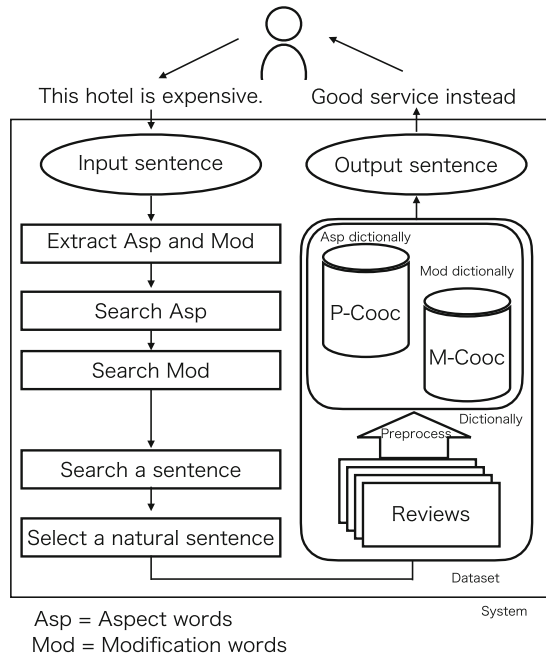 This hotel is expensive.
Good service instead
Input sentence
Output sentence
Extract Asp and Mod
Search Asp
Search Mod
Search a sentence
Select a natural sentence
Asp dictionally
P-Cooc
Mod dictionally
M-Cooc
Dictionally
Preprocess
Reviews
Dataset
System
Asp = Aspect words
Mod = Modification words